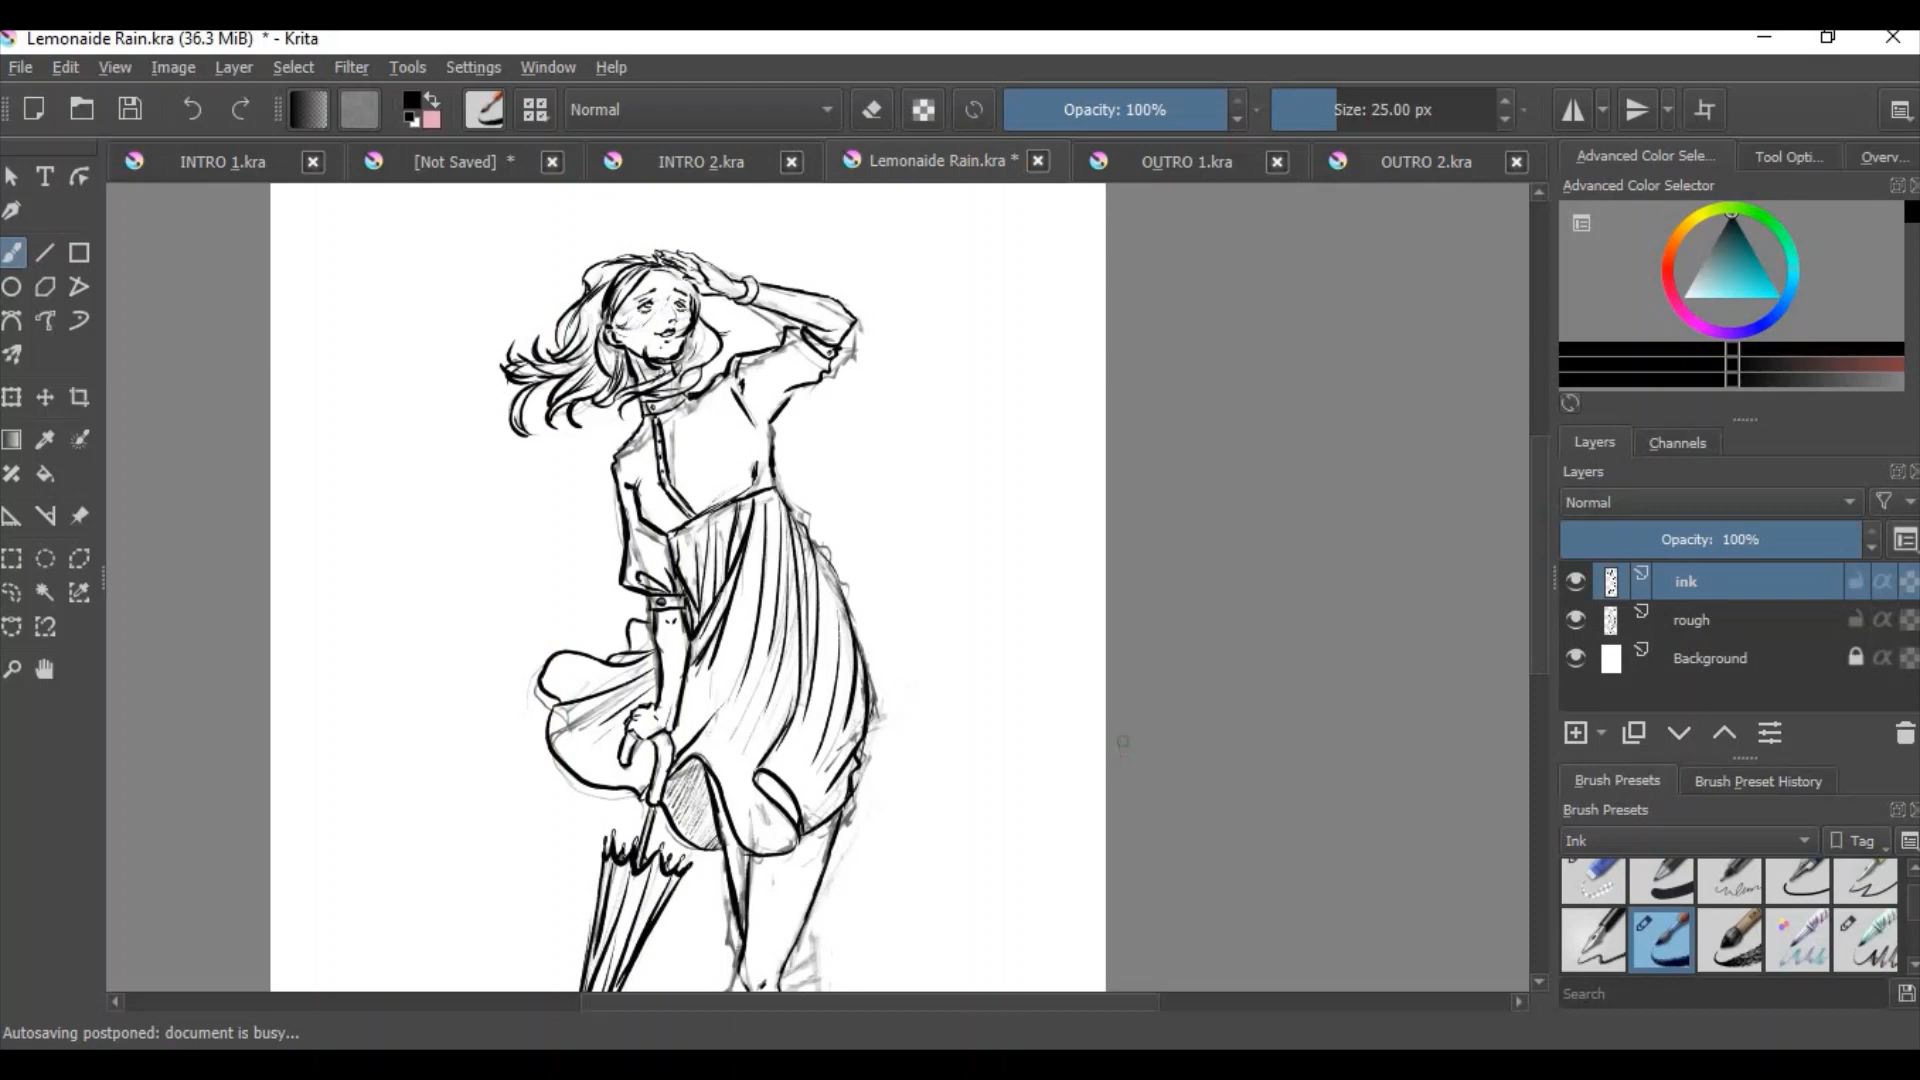 Lemonaide Rain.kra (36.3 MiB) * - Krita
File Edit View Image Layer Select Filter Tools Settings Window Help
Normal Opacity: 100% Size: 25.00 px
INTRO 1.kra [Not Saved] * INTRO 2.kra Lemonaide Rain.kra * OUTRO 1.kra OUTRO 2.kra
Advanced Color Sele... Tool Opti... Overv...
Advanced Color Selector
Layers Channels
Layers
Normal
Opacity: 100%
ink
rough
Background
Brush Presets Brush Preset History
Brush Presets
Ink Tag
Search
Autosaving postponed: document is busy...